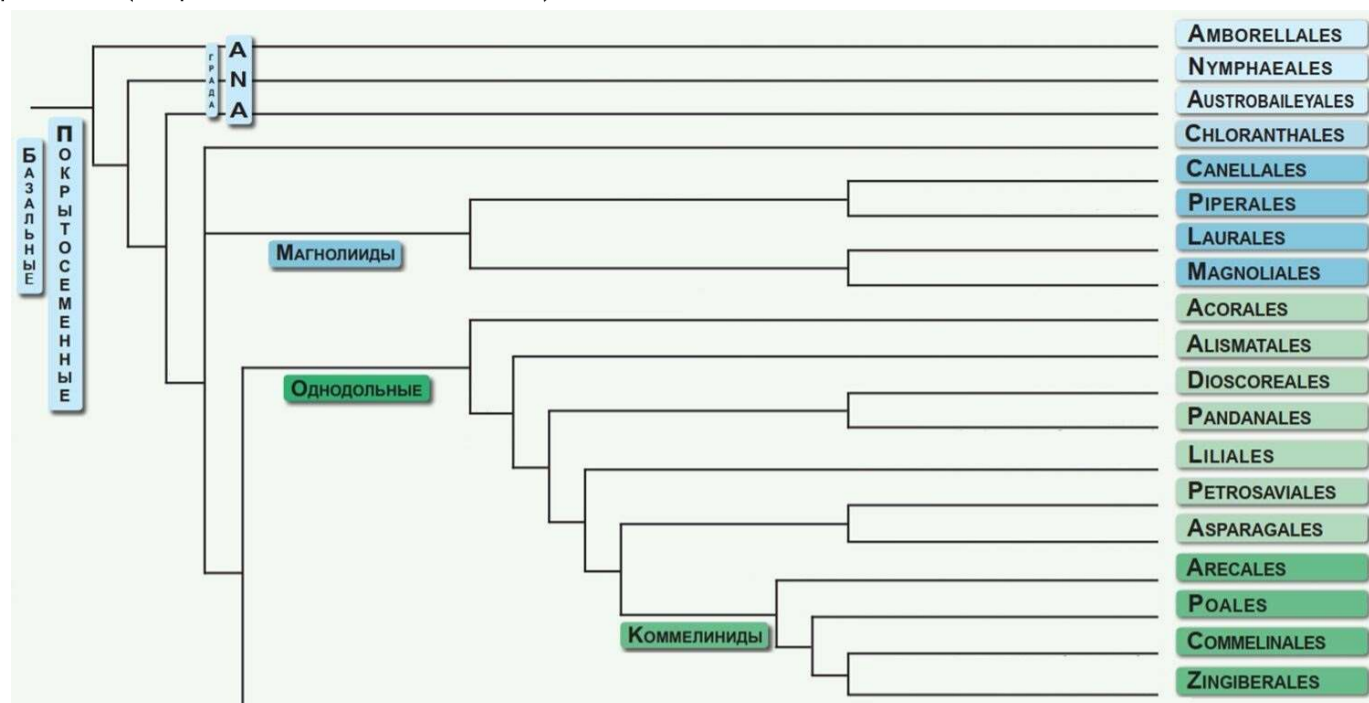 БАЗАЛЬНЫЕ
ПОКРЫТОСЕМЕННЫЕ
ГРАДА
ANA
AMBORELLALES
NYMPHAEALES
AUSTROBAILEYALES
CHLORANTHALES
CANELLALES
PIPERALES
LAURALES
MAGNOLIALES
МАГНОЛИИДЫ
ACORALES
ALISMATALES
DIOSCOREALES
PANDANALES
LILIALES
PETROSAVIALES
ASPARAGALES
ОДНОДОЛЬНЫЕ
ARECALES
POALES
COMMELINALES
ZINGIBERALES
КОММЕЛИНИДЫ